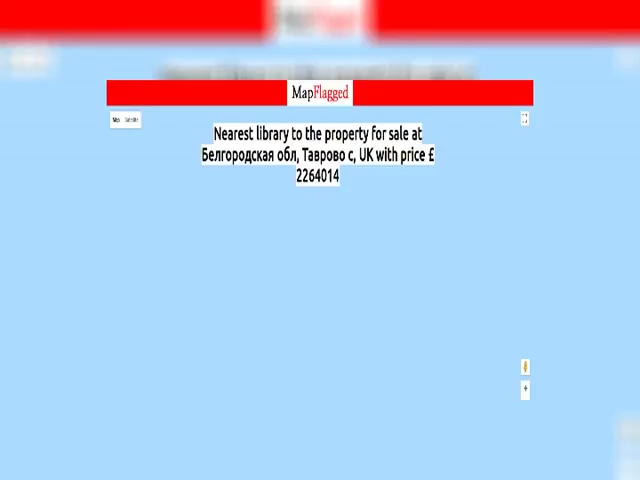 MapFlagged
Map Satellite
Nearest library to the property for sale at
Белгородская обл, Таврово с, UK with price £
2264014